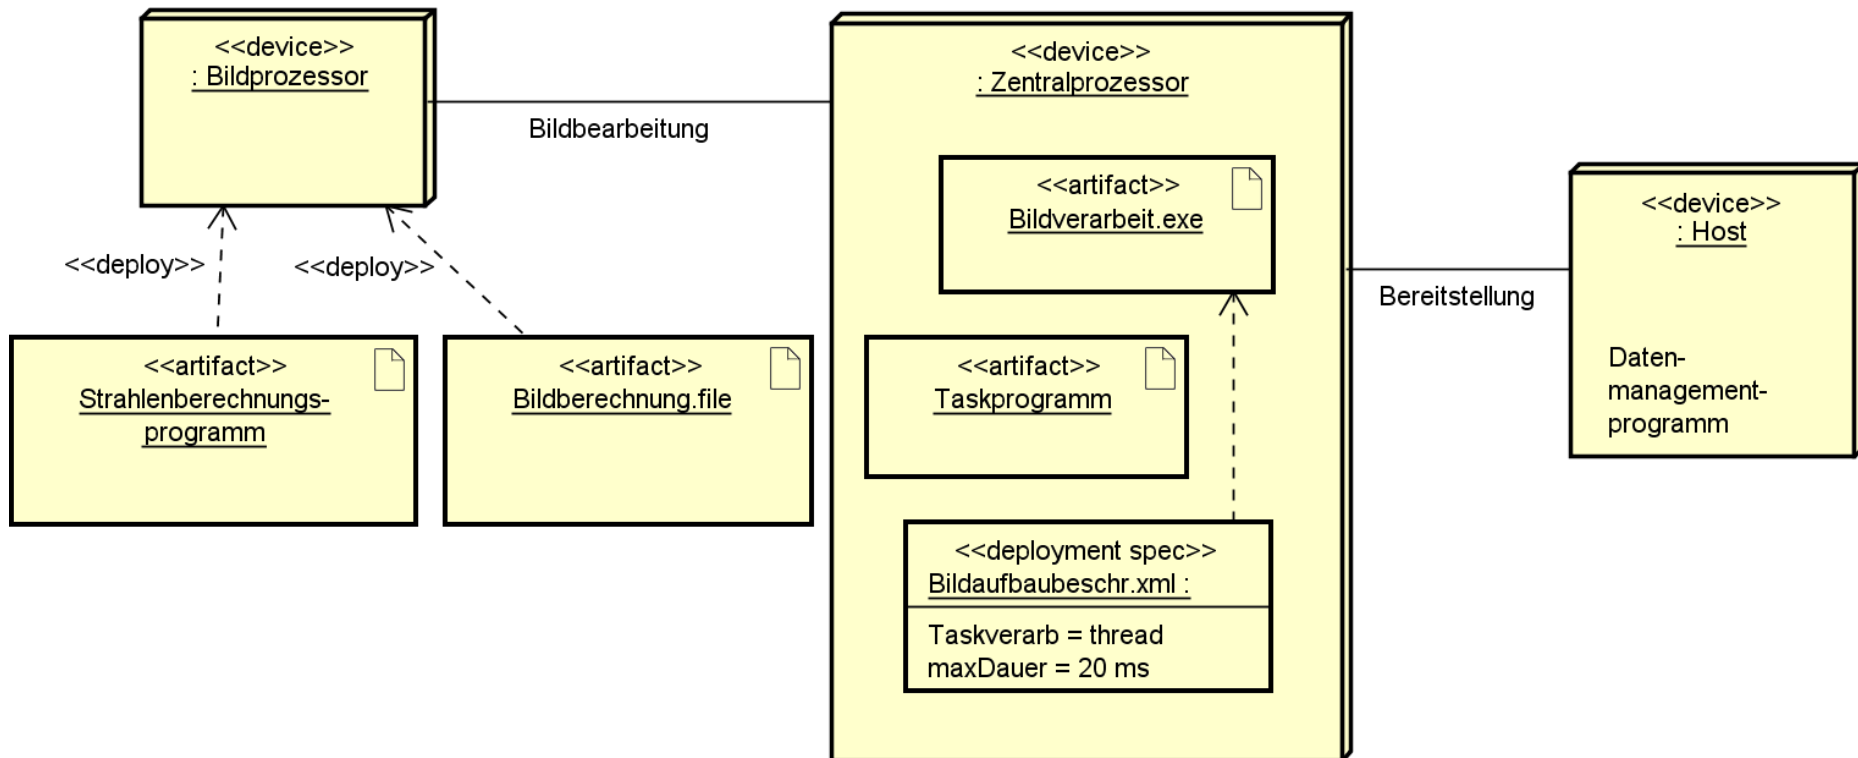 <<device>>
: Bildprozessor
Bildbearbeitung
<<deploy>>
<<deploy>>
<<artifact>>
Strahlenberechnungs-
programm
<<artifact>>
Bildberechnung.file
<<device>>
: Zentralprozessor
<<artifact>>
Bildverarbeit.exe
<<artifact>>
Taskprogramm
<<deployment spec>>
Bildaufbaubeschr.xml :
Taskverarb = thread
maxDauer = 20 ms
Bereitstellung
<<device>>
: Host
Daten-
management-
programm